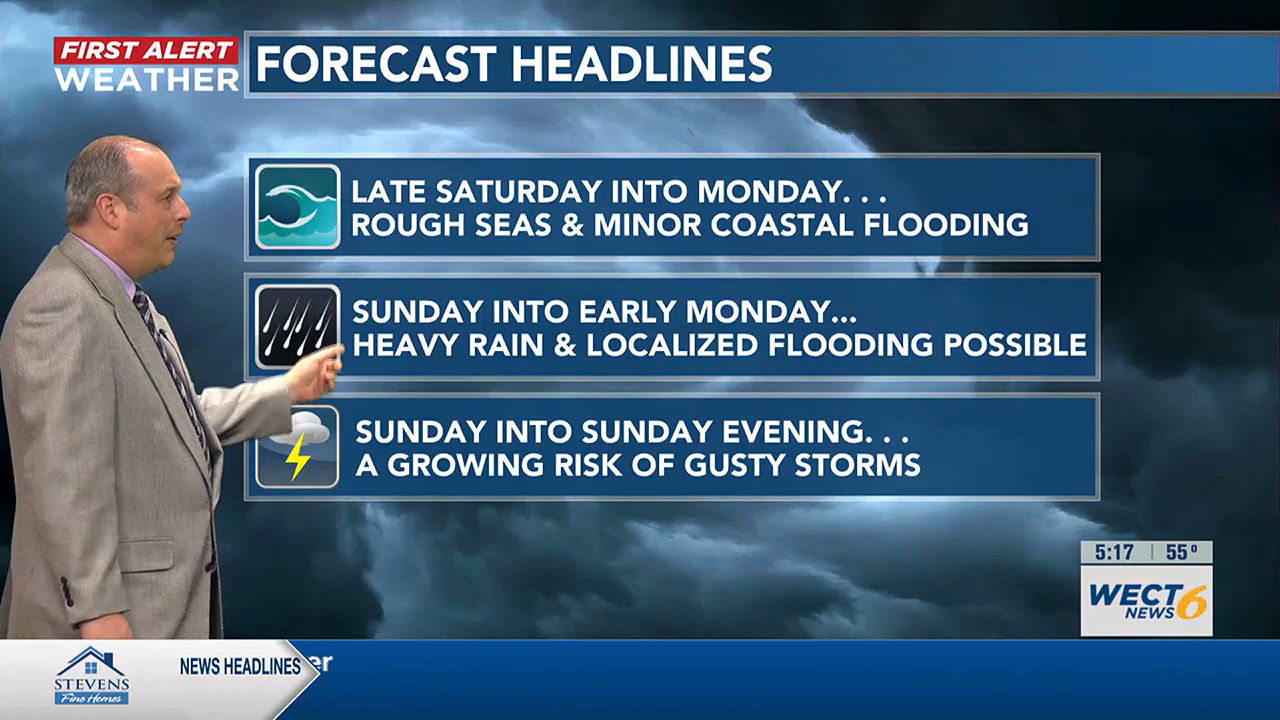 FIRST ALERT
WEATHER
FORECAST HEADLINES
LATE SATURDAY INTO MONDAY. . .
ROUGH SEAS & MINOR COASTAL FLOODING
SUNDAY INTO EARLY MONDAY...
HEAVY RAIN & LOCALIZED FLOODING POSSIBLE
SUNDAY INTO SUNDAY EVENING. . .
A GROWING RISK OF GUSTY STORMS
5:17 | 55°
WECT6
NEWS
STEVENS
Fine Homes
NEWS HEADLINES